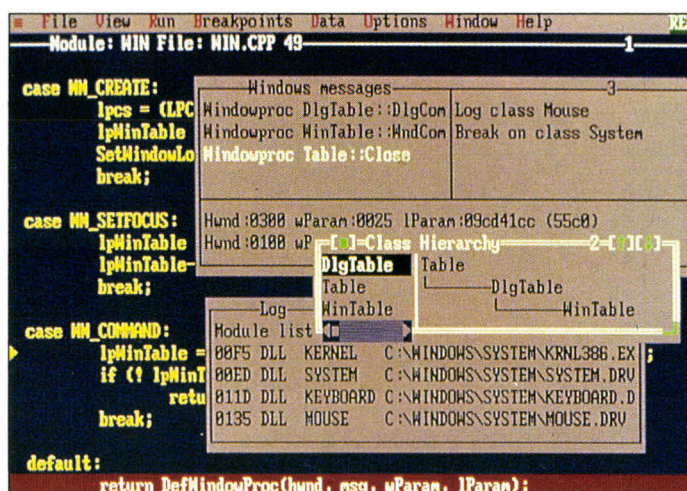 ≡ File View Run Breakpoints Data Options Window Help RE
Module: WIN File: WIN.CPP 49 1
case WM_CREATE:
lpcs = (LPC
lpWinTable
SetWindowLo
break;
case WM_SETFOCUS:
lpWinTable
lpWinTable-
break;
case WM_COMMAND:
lpWinTable = ;
if (! lpWinT
retu
break;
default:
return DefWindowProc(hwnd, msg, wParam, lParam);
Windows messages 3
Windowproc DlgTable::DlgCom Log class Mouse
Windowproc WinTable::WndCom Break on class System
Windowproc Table::Close
Hwnd:0380 wParam:0025 lParam:09cd41cc (55c0)
Hwnd:0100 wP
[■]=Class Hierarchy 2=[↑][↓]
DlgTable Table
Table DlgTable
WinTable WinTable
Log
Module list
00F5 DLL KERNEL C:\WINDOWS\SYSTEM\KRNL386.EX
00ED DLL SYSTEM C:\WINDOWS\SYSTEM\SYSTEM.DRV
011D DLL KEYBOARD C:\WINDOWS\SYSTEM\KEYBOARD.D
0135 DLL MOUSE C:\WINDOWS\SYSTEM\MOUSE.DRV